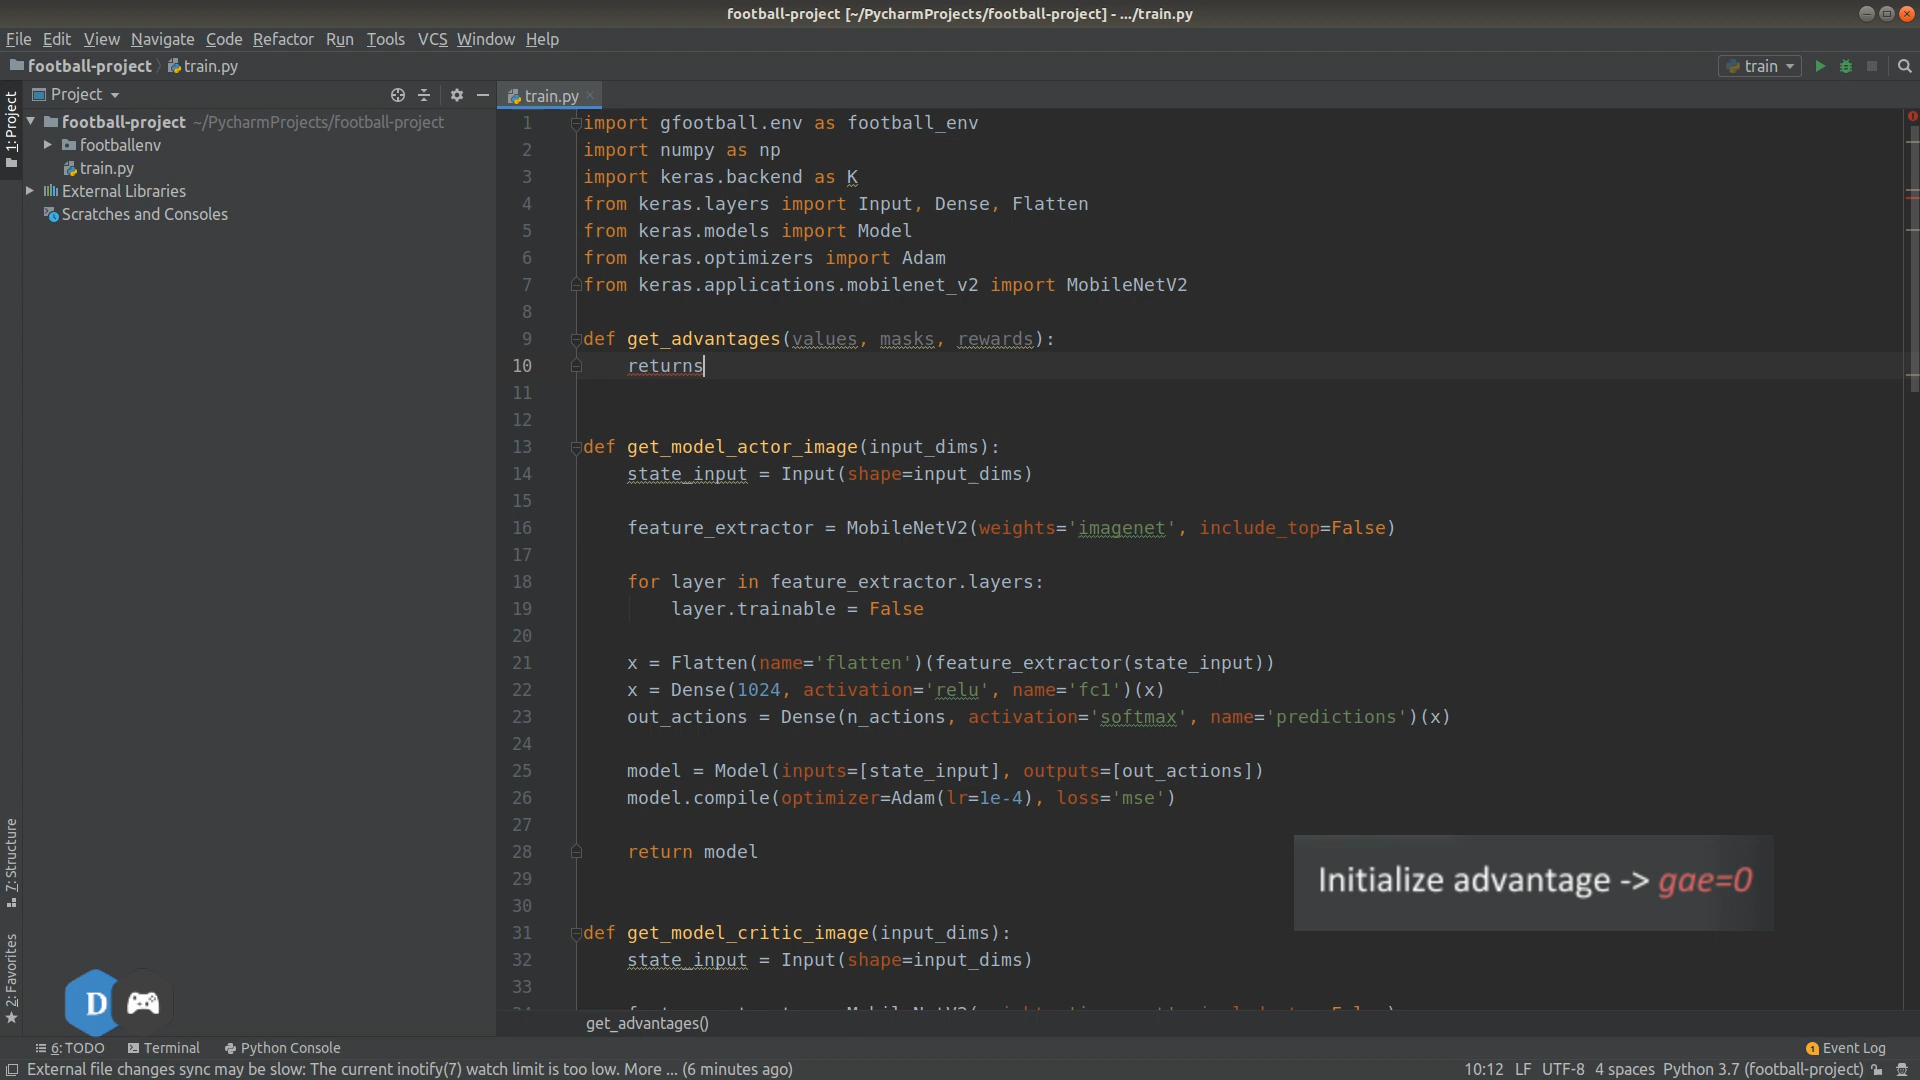 football-project [~/PycharmProjects/football-project] - .../train.py
File Edit View Navigate Code Refactor Run Tools VCS Window Help
football-project train.py train
Project train.py
1: Project
football-project ~/PycharmProjects/football-project
footballenv
train.py
External Libraries
Scratches and Consoles
1 import gfootball.env as football_env
2 import numpy as np
3 import keras.backend as K
4 from keras.layers import Input, Dense, Flatten
5 from keras.models import Model
6 from keras.optimizers import Adam
7 from keras.applications.mobilenet_v2 import MobileNetV2
8
9 def get_advantages(values, masks, rewards):
10 returns
11
12
13 def get_model_actor_image(input_dims):
14 state_input = Input(shape=input_dims)
15
16 feature_extractor = MobileNetV2(weights='imagenet', include_top=False)
17
18 for layer in feature_extractor.layers:
19 layer.trainable = False
20
21 x = Flatten(name='flatten')(feature_extractor(state_input))
22 x = Dense(1024, activation='relu', name='fc1')(x)
23 out_actions = Dense(n_actions, activation='softmax', name='predictions')(x)
24
25 model = Model(inputs=[state_input], outputs=[out_actions])
26 model.compile(optimizer=Adam(lr=1e-4), loss='mse')
27
28 return model
29
30
31 def get_model_critic_image(input_dims):
32 state_input = Input(shape=input_dims)
33
Initialize advantage -> gae=0
7: Structure
2: Favorites
D
get_advantages()
6: TODO Terminal Python Console 1 Event Log
External file changes sync may be slow: The current inotify(7) watch limit is too low. More ... (6 minutes ago) 10:12 LF UTF-8 4 spaces Python 3.7 (football-project)